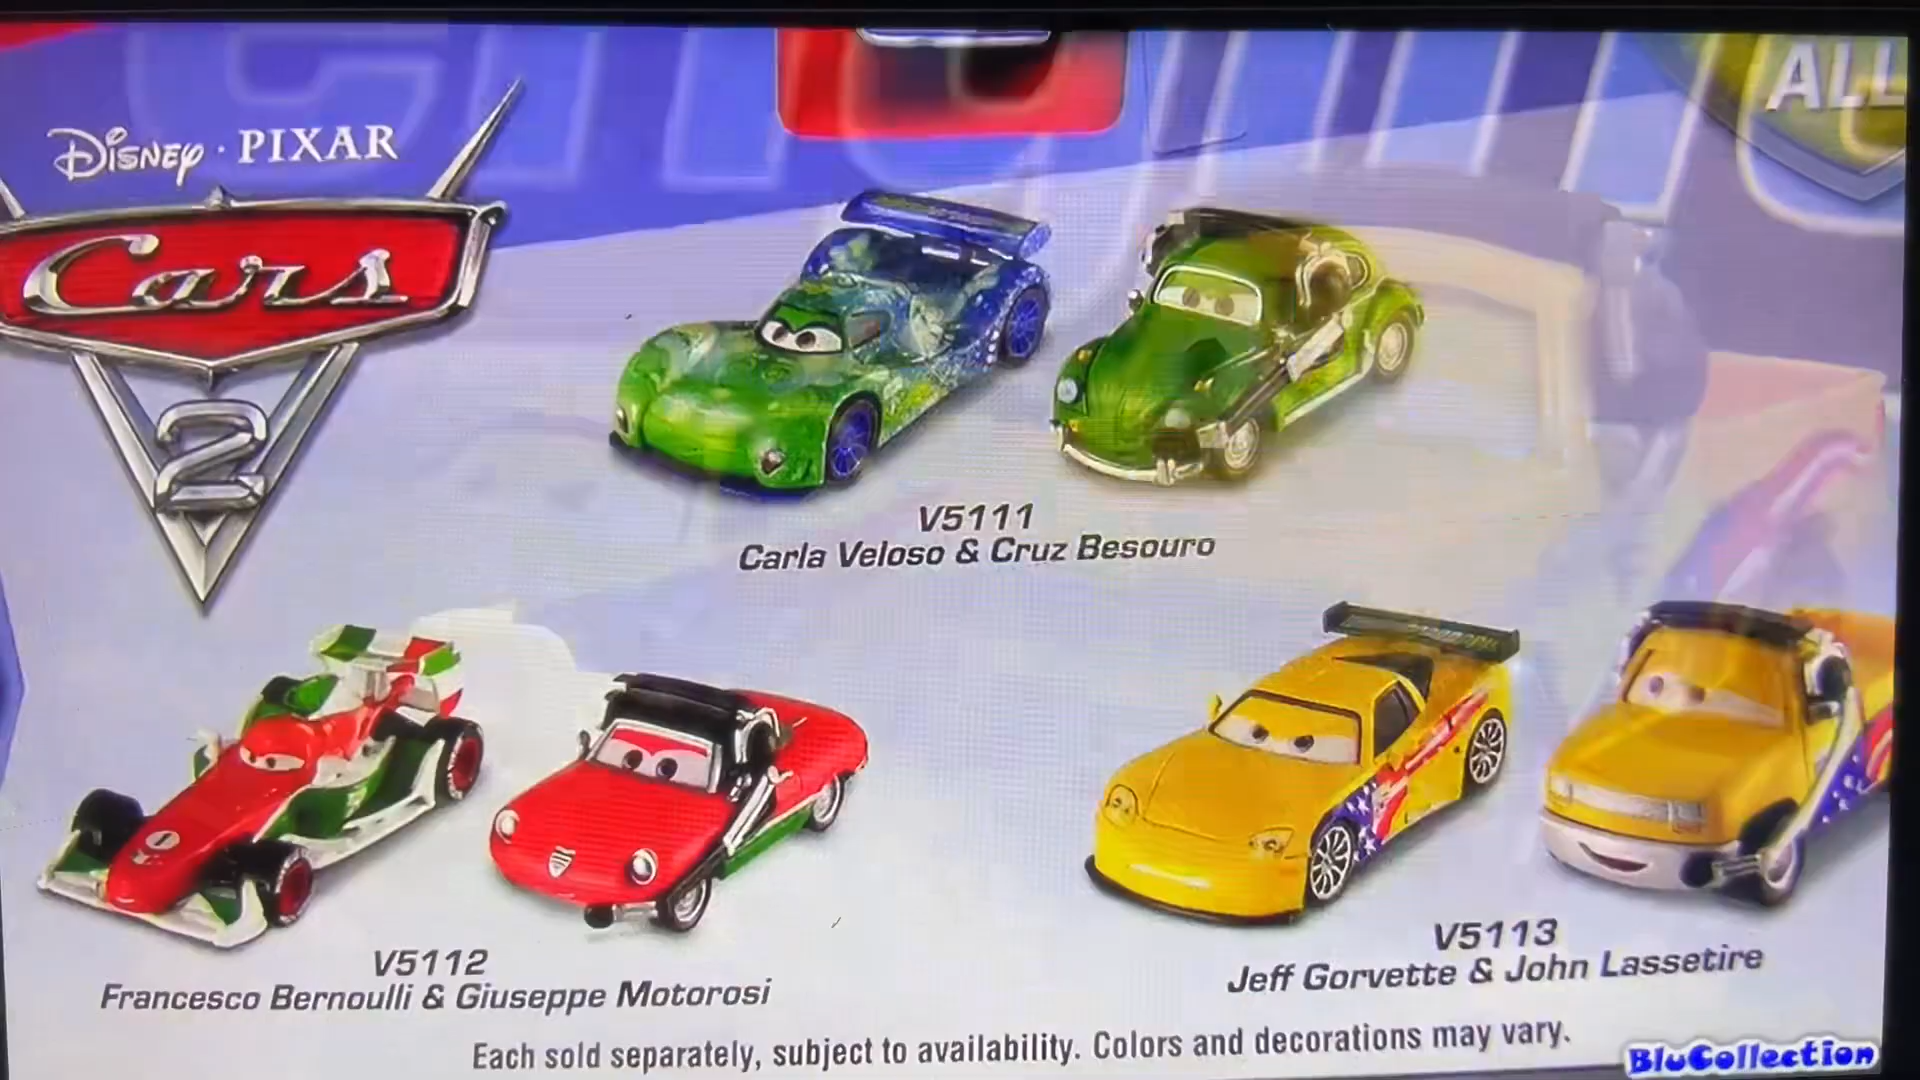 ALL
DISNEY · PIXAR
Cars
2
V5111
Carla Veloso & Cruz Besouro
V5112
Francesco Bernoulli & Giuseppe Motorosi
V5113
Jeff Gorvette & John Lassetire
Each sold separately, subject to availability. Colors and decorations may vary.
BluCollection